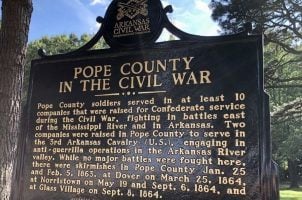 ARKANSAS
CIVIL WAR
ARKANSAS
CIVIL WAR
POPE COUNTY
IN THE CIVIL WAR
Pope County soldiers served in at least 10
companies that were raised for Confederate service
during the Civil War, fighting in battles east
of the Mississippi River and in Arkansas. Two
companies were raised in Pope County to serve in
the 3rd Arkansas Cavalry (U.S.), engaging in
anti-guerrilla operations in the Arkansas River
valley. While no major battles were fought here,
there were skirmishes in Pope County Jan. 25
and Feb. 5, 1863, at Dover on March 25, 1864,
at Norristown on May 19 and Sept. 6, 1864, and
at Glass Village on Sept. 8, 1864.